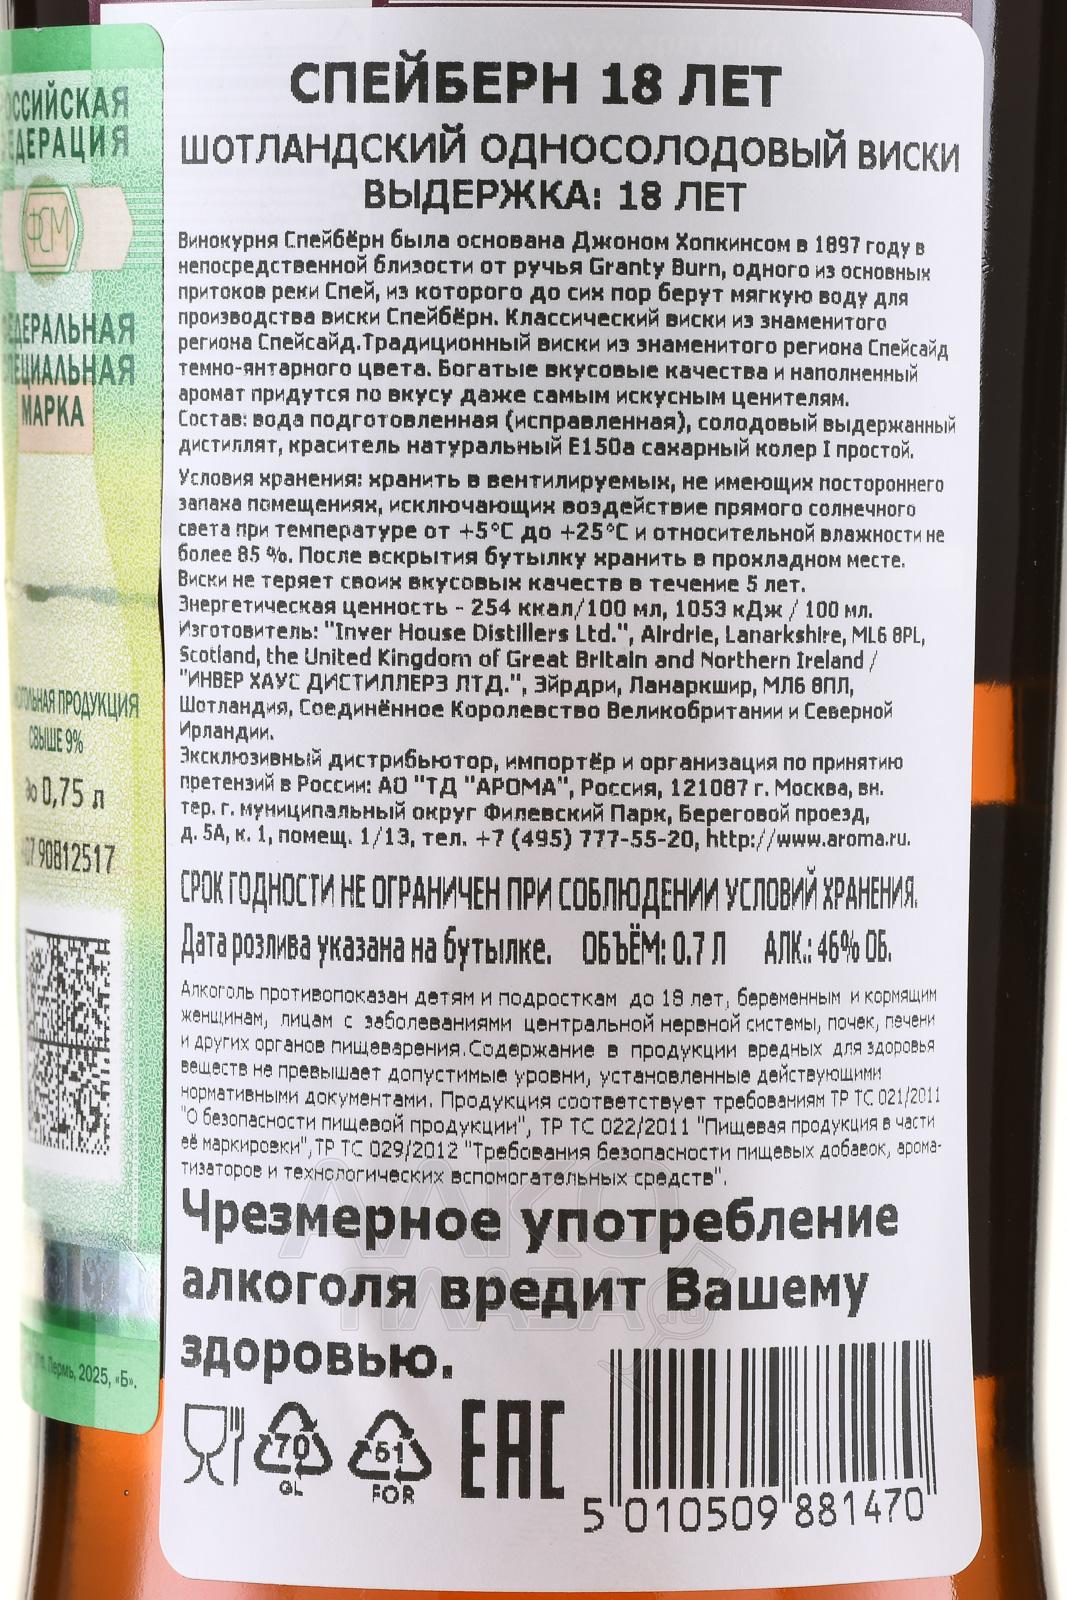 СПЕЙБЕРН 18 ЛЕТ
ШОТЛАНДСКИЙ ОДНОСОЛОДОВЫЙ ВИСКИ
ВЫДЕРЖКА: 18 ЛЕТ
Винокурня Спейбёрн была основана Джоном Хопкинсом в 1897 году в
непосредственной близости от ручья Granty Burn, одного из основных
притоков реки Спей, из которого до сих пор берут мягкую воду для
производства виски Спейбёрн. Классический виски из знаменитого
региона Спейсайд.Традиционный виски из знаменитого региона Спейсайд
темно-янтарного цвета. Богатые вкусовые качества и наполненный
аромат придутся по вкусу даже самым искусным ценителям.
Состав: вода подготовленная (исправленная), солодовый выдержанный
дистиллят, краситель натуральный Е150а сахарный колер I простой.
Условия хранения: хранить в вентилируемых, не имеющих постороннего
запаха помещениях, исключающих воздействие прямого солнечного
света при температуре от +5°С до +25°С и относительной влажности не
более 85 %. После вскрытия бутылку хранить в прохладном месте.
Виски не теряет своих вкусовых качеств в течение 5 лет.
Энергетическая ценность - 254 ккал/100 мл, 1053 кДж / 100 мл.
Изготовитель: "Inver House Distillers Ltd.", Airdrie, Lanarkshire, ML6 8PL,
Scotland, the United Kingdom of Great Britain and Northern Ireland /
"ИНВЕР ХАУС ДИСТИЛЛЕРЗ ЛТД.", Эйрдри, Ланаркшир, МЛ6 8ПЛ,
Шотландия, Соединённое Королевство Великобритании и Северной
Ирландии.
Эксклюзивный дистрибьютор, импортёр и организация по принятию
претензий в России: АО "ТД "АРОМА", Россия, 121087 г. Москва, вн.
тер. г. муниципальный округ Филевский Парк, Береговой проезд,
д. 5А, к. 1, помещ. 1/13, тел. +7 (495) 777-55-20, http://www.aroma.ru.
СРОК ГОДНОСТИ НЕ ОГРАНИЧЕН ПРИ СОБЛЮДЕНИИ УСЛОВИЙ ХРАНЕНИЯ.
Дата розлива указана на бутылке. ОБЪЁМ: 0.7 Л АЛК.: 46% ОБ.
Алкоголь противопоказан детям и подросткам до 18 лет, беременным и кормящим
женщинам, лицам с заболеваниями центральной нервной системы, почек, печени
и других органов пищеварения.Содержание в продукции вредных для здоровья
веществ не превышает допустимые уровни, установленные действующими
нормативными документами. Продукция соответствует требованиям ТР ТС 021/2011
"О безопасности пищевой продукции", ТР ТС 022/2011 "Пищевая продукция в части
её маркировки",ТР ТС 029/2012 "Требования безопасности пищевых добавок, арома-
тизаторов и технологических вспомогательных средств".
Чрезмерное употребление
алкоголя вредит Вашему
здоровью.
70
GL
51
FOR
EAC
5 010509 881470
ОССИЙСКАЯ
ЕДЕРАЦИЯ
ФСМ
ЕДЕРАЛЬНАЯ
ПЕЦИАЛЬНАЯ
МАРКА
ПРОДУКЦИЯ
СВЫШЕ 9%
до 0,75 л
07 90812517
Пермь, 2025, «Б».
АЛКО
ПЛАЗА.ru